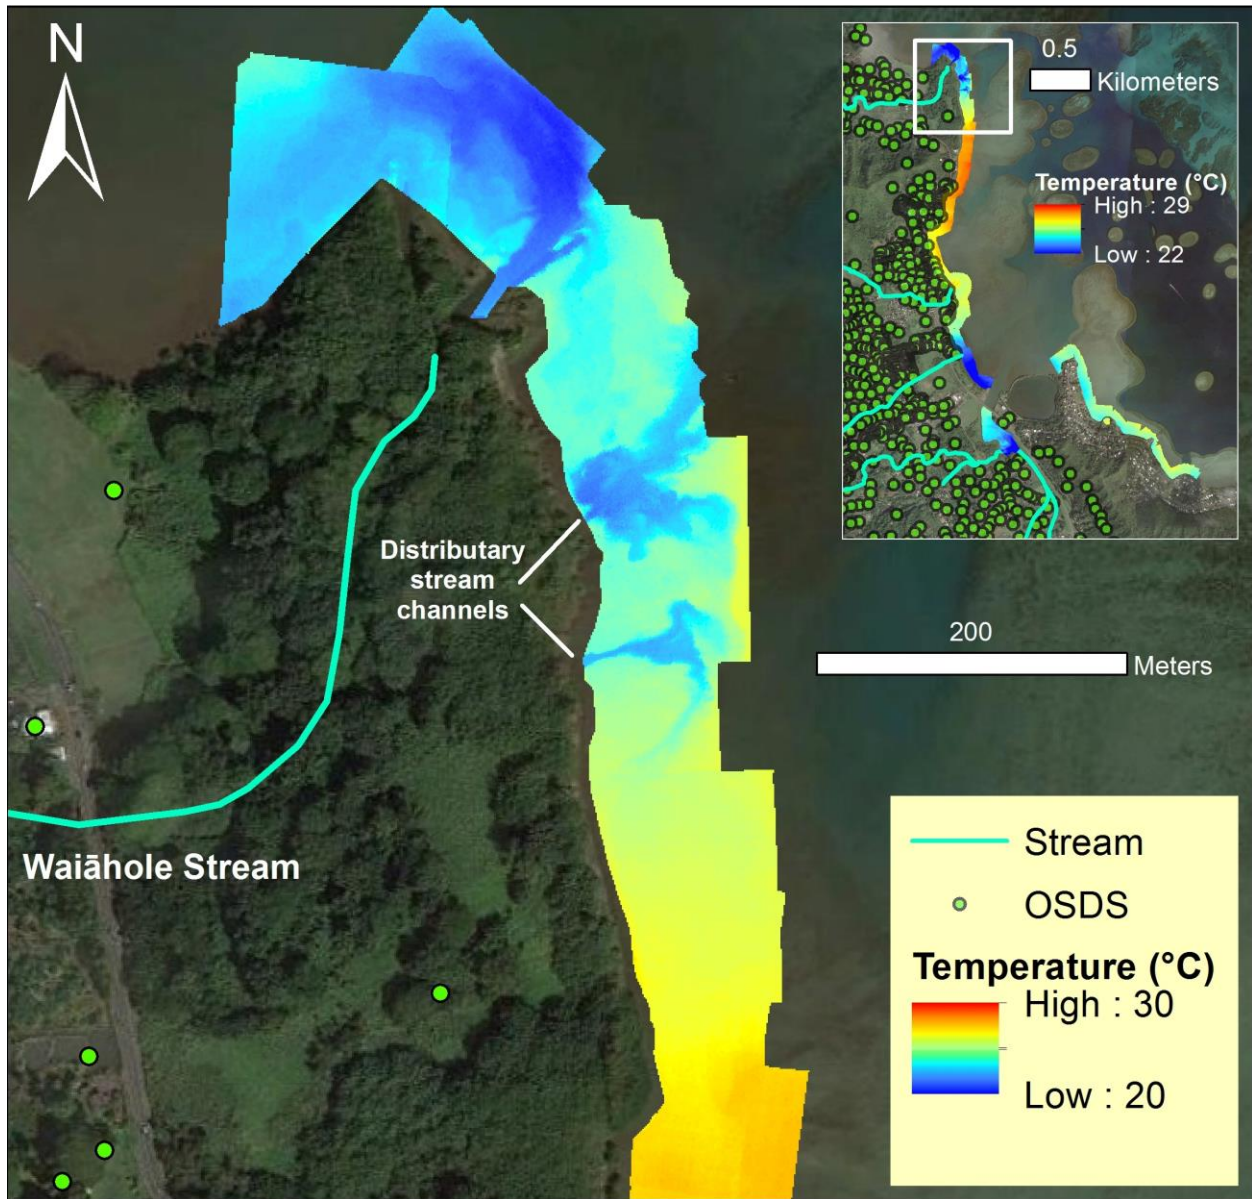 N
0.5
Kilometers
Temperature (°C)
High : 29
Low : 22
Distributary
stream
channels
200
Meters
Waiāhole Stream
Stream
OSDS
Temperature (°C)
High : 30
Low : 20